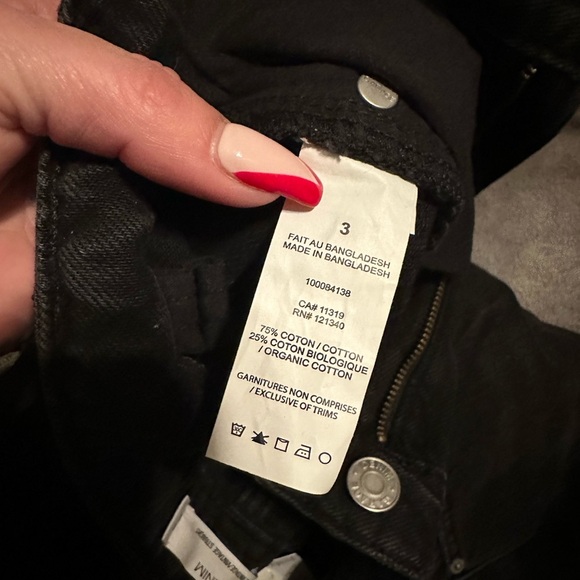 3
FAIT AU BANGLADESH
MADE IN BANGLADESH
100084138
CA# 11319
RN# 121340
75% COTON / COTTON
25% COTON BIOLOGIQUE
/ ORGANIC COTTON
GARNITURES NON COMPRISES
/ EXCLUSIVE OF TRIMS